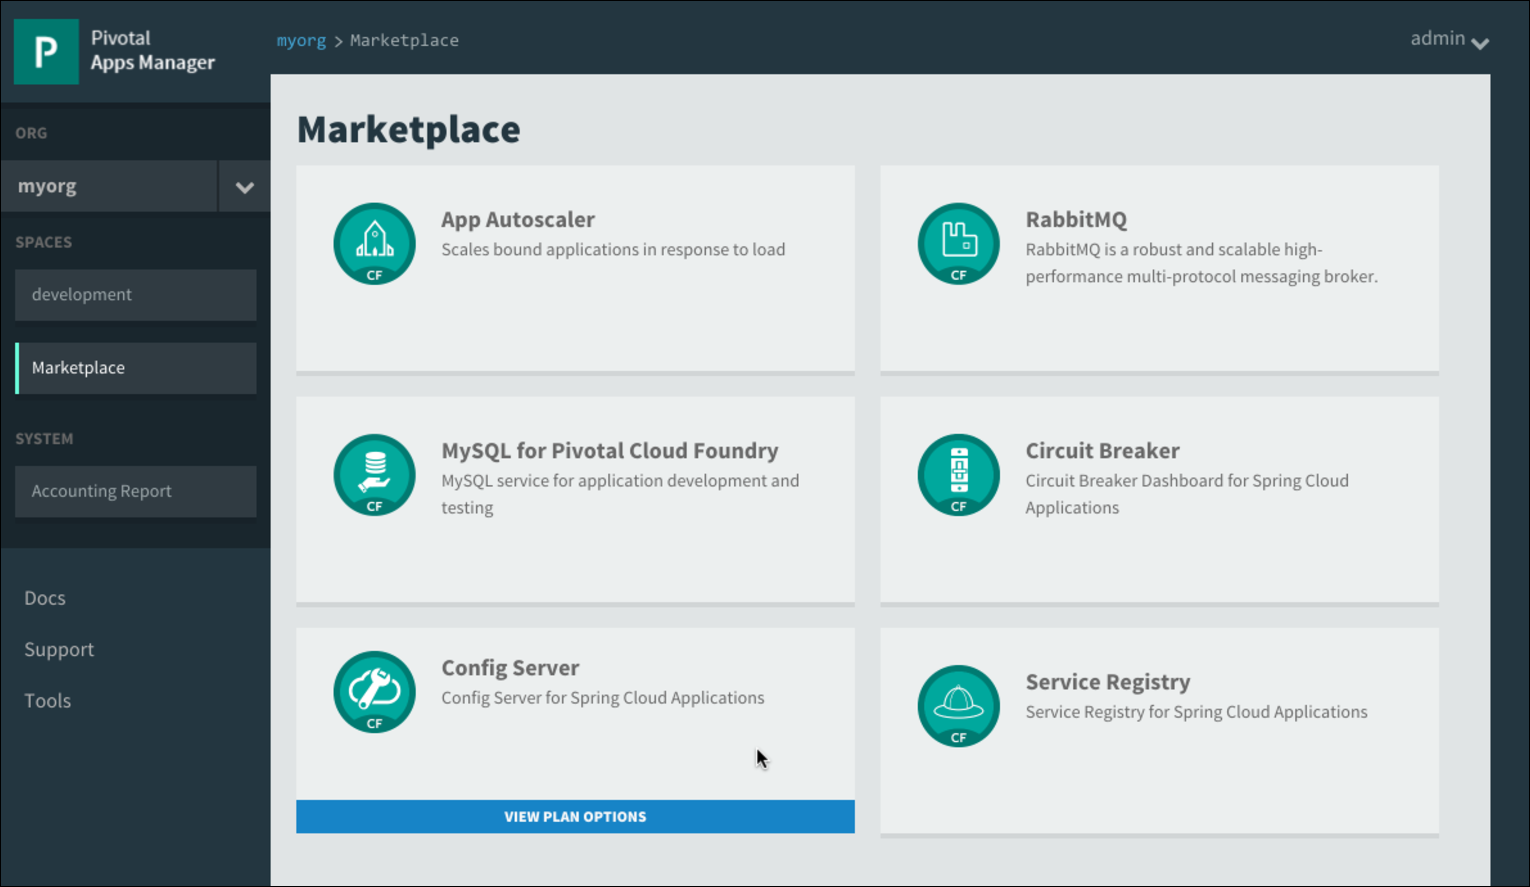 P
Pivotal
Apps Manager
myorg > Marketplace
admin
ORG
myorg
SPACES
development
Marketplace
SYSTEM
Accounting Report
Docs
Support
Tools
Marketplace
CF
App Autoscaler
Scales bound applications in response to load
CF
RabbitMQ
RabbitMQ is a robust and scalable high-
performance multi-protocol messaging broker.
CF
MySQL for Pivotal Cloud Foundry
MySQL service for application development and
testing
CF
Circuit Breaker
Circuit Breaker Dashboard for Spring Cloud
Applications
CF
Config Server
Config Server for Spring Cloud Applications
VIEW PLAN OPTIONS
CF
Service Registry
Service Registry for Spring Cloud Applications